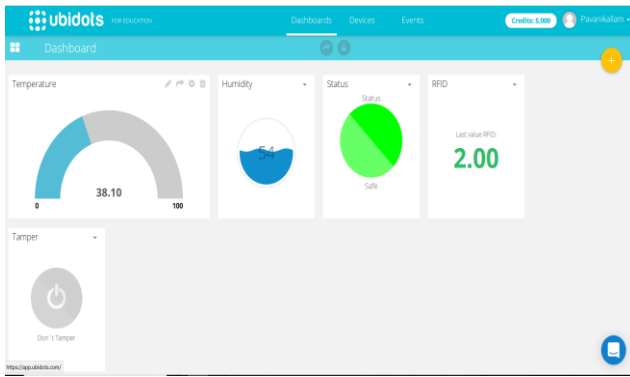 ubidots FOR EDUCATION Dashboards Devices Events Credits: 5,000 Pavanikallam
Dashboard
Temperature Humidity Status RFID
Status
Last value RFID:
54 2.00
Safe
38.10
0 100
Tamper
Don´t Tamper
https://app.ubidots.com/